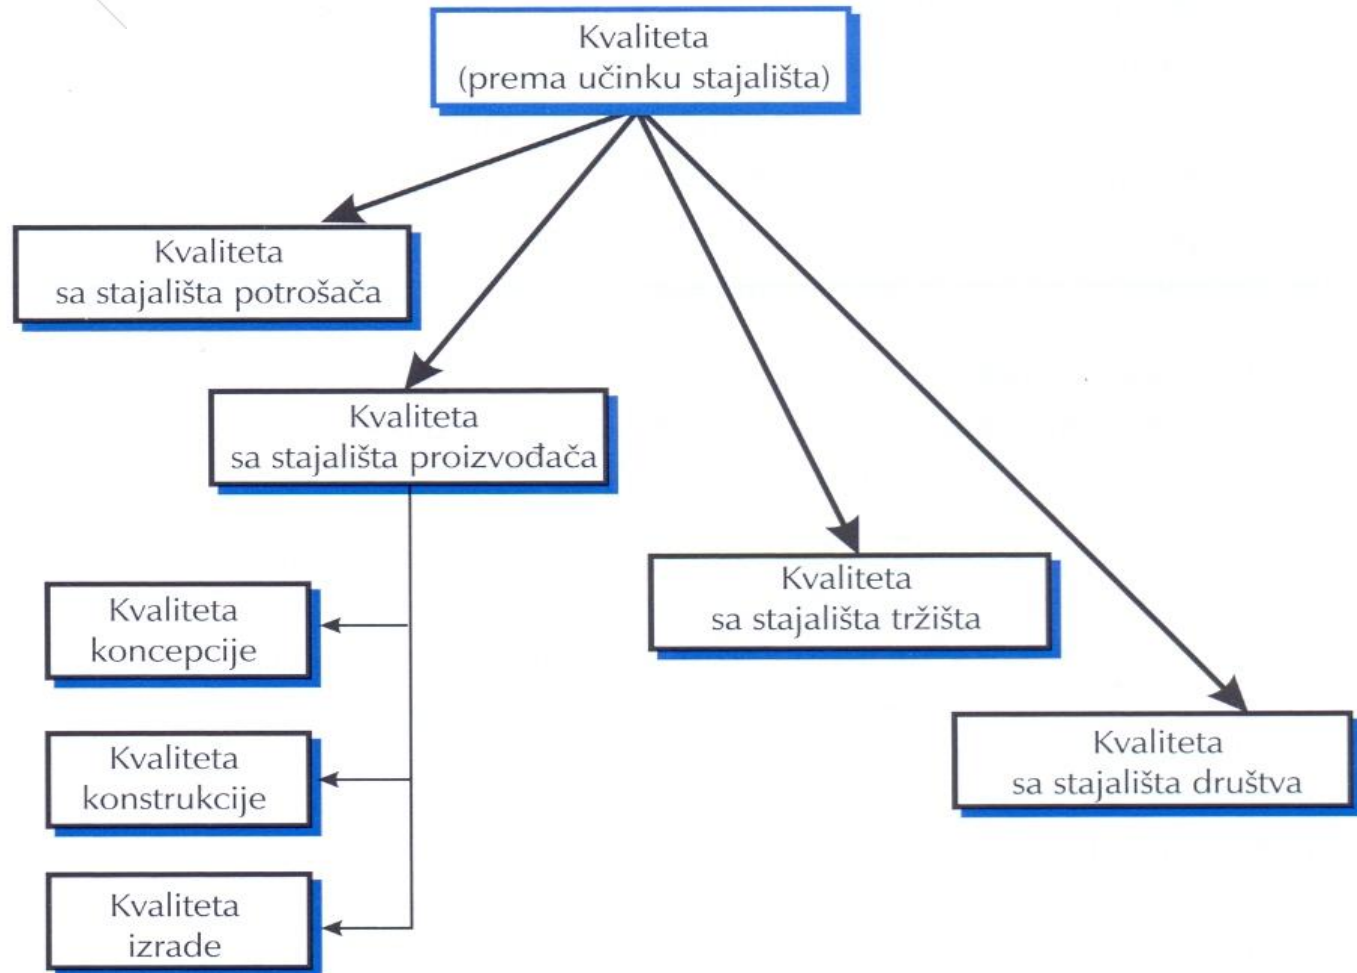 Kvaliteta
(prema učinku stajališta)
Kvaliteta
sa stajališta potrošača
Kvaliteta
sa stajališta proizvođača
Kvaliteta
sa stajališta tržišta
Kvaliteta
koncepcije
Kvaliteta
sa stajališta društva
Kvaliteta
konstrukcije
Kvaliteta
izrade